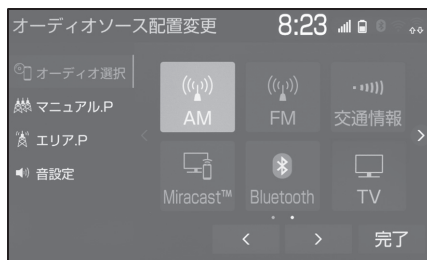 オーディオソース配置変更 8:23
オーディオ選択
マニュアル.P
エリア.P
音設定
AM FM 交通情報
Miracast™ Bluetooth TV
完了